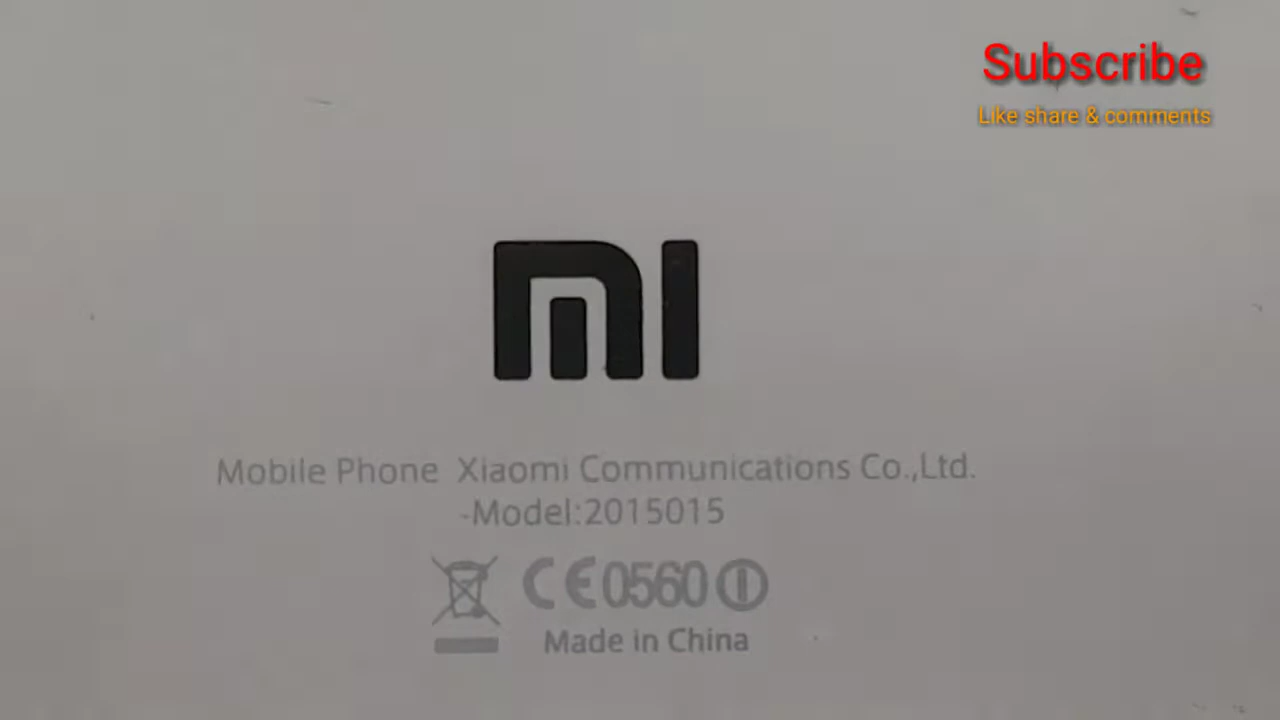 Subscribe
Like share & comments
MI
Mobile Phone Xiaomi Communications Co.,Ltd.
-Model:2015015
CE0560
Made in China